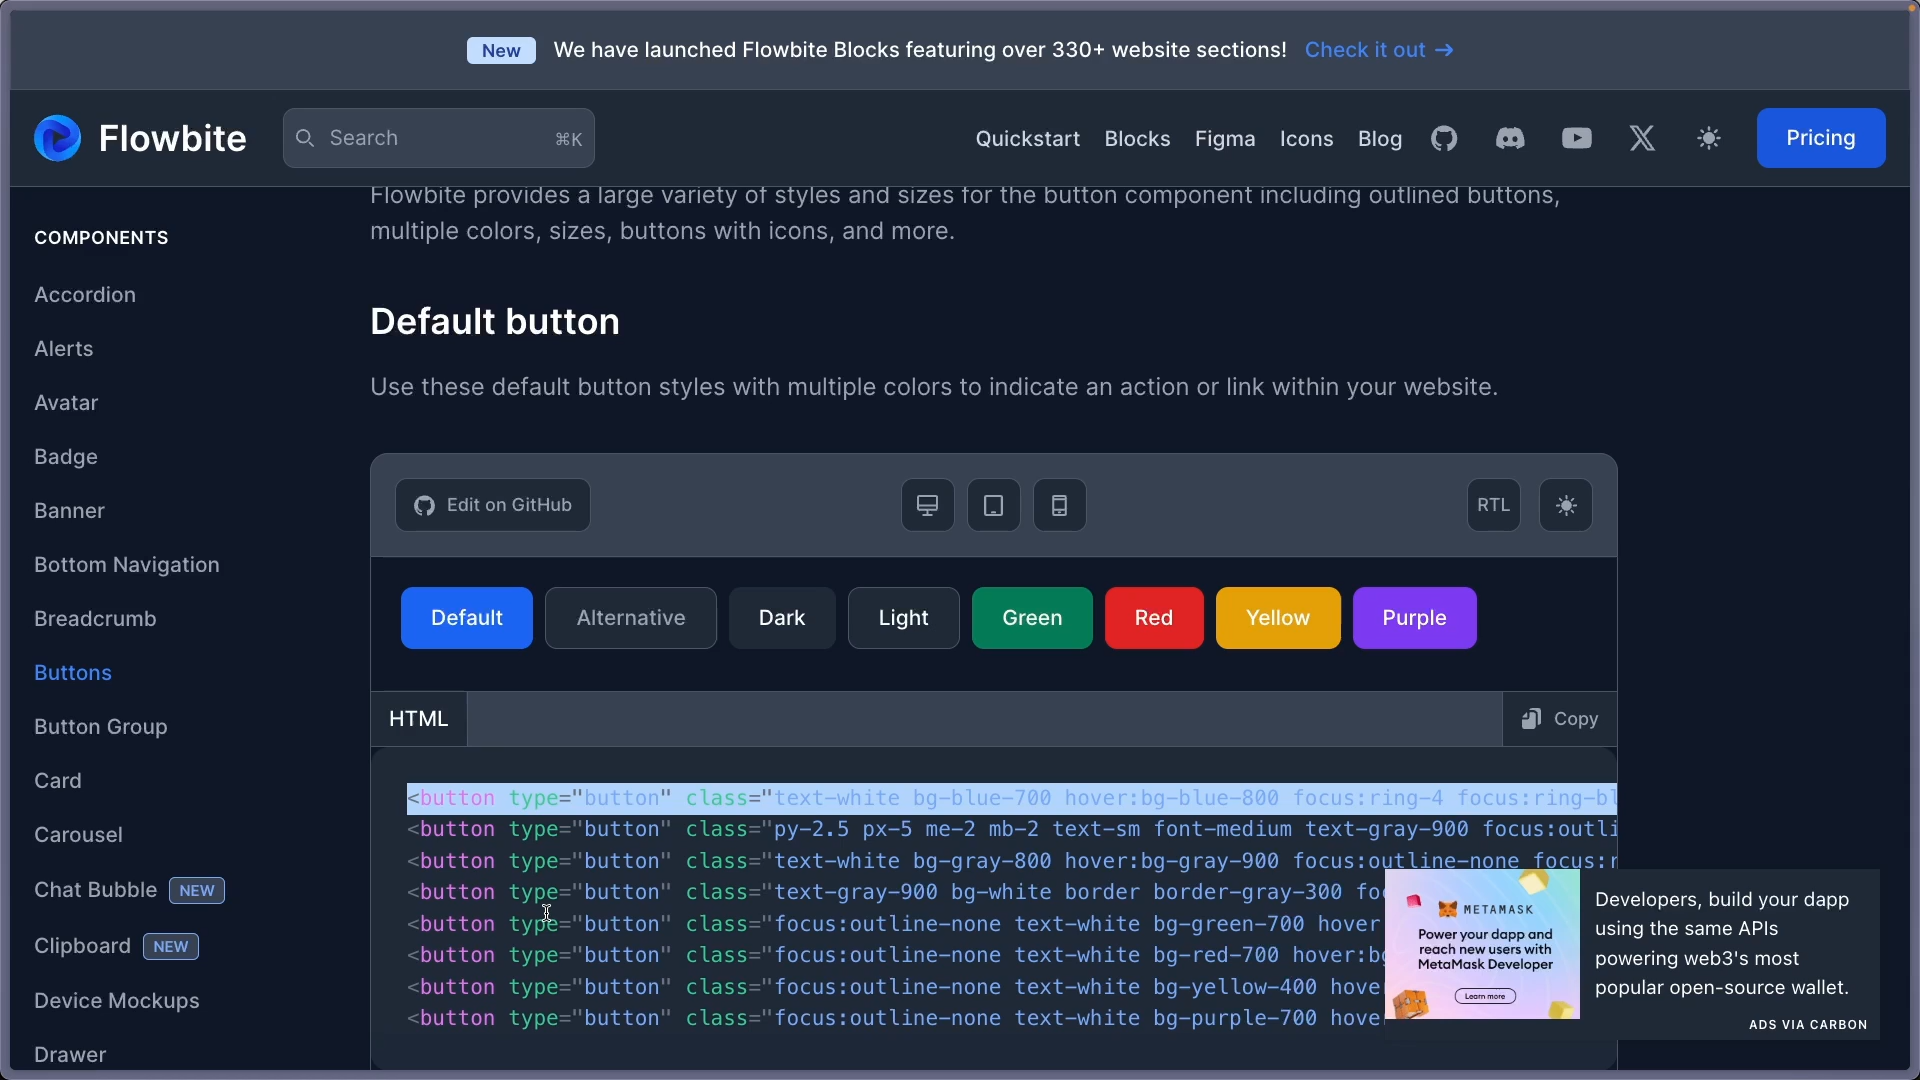 New We have launched Flowbite Blocks featuring over 330+ website sections! Check it out →
Flowbite Search ⌘K Quickstart Blocks Figma Icons Blog Pricing
Flowbite provides a large variety of styles and sizes for the button component including outlined buttons,
multiple colors, sizes, buttons with icons, and more.
COMPONENTS
Accordion
Alerts
Avatar
Badge
Banner
Bottom Navigation
Breadcrumb
Buttons
Button Group
Card
Carousel
Chat Bubble NEW
Clipboard NEW
Device Mockups
Drawer
Default button
Use these default button styles with multiple colors to indicate an action or link within your website.
Edit on GitHub RTL
Default Alternative Dark Light Green Red Yellow Purple
HTML Copy
<button type="button" class="text-white bg-blue-700 hover:bg-blue-800 focus:ring-4 focus:ring-bl
<button type="button" class="py-2.5 px-5 me-2 mb-2 text-sm font-medium text-gray-900 focus:outli
<button type="button" class="text-white bg-gray-800 hover:bg-gray-900 focus:outline-none focus:r
<button type="button" class="text-gray-900 bg-white border border-gray-300 foc
<button type="button" class="focus:outline-none text-white bg-green-700 hover
<button type="button" class="focus:outline-none text-white bg-red-700 hover:bg
<button type="button" class="focus:outline-none text-white bg-yellow-400 hove
<button type="button" class="focus:outline-none text-white bg-purple-700 hove
METAMASK
Power your dapp and
reach new users with
MetaMask Developer
Learn more
Developers, build your dapp
using the same APIs
powering web3's most
popular open-source wallet.
ADS VIA CARBON